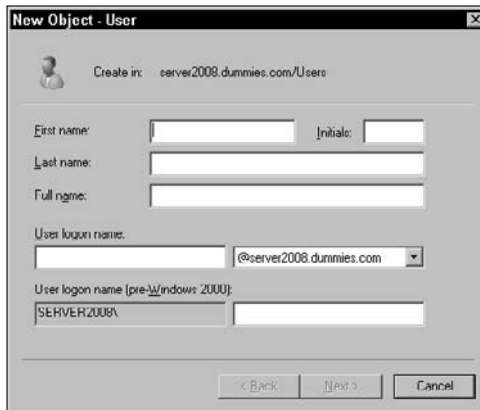 New Object - User
Create in: server2008.dummies.com/Users
First name: Initials:
Last name:
Full name:
User logon name:
@server2008.dummies.com
User logon name (pre-Windows 2000):
SERVER2008\
< Back Next > Cancel